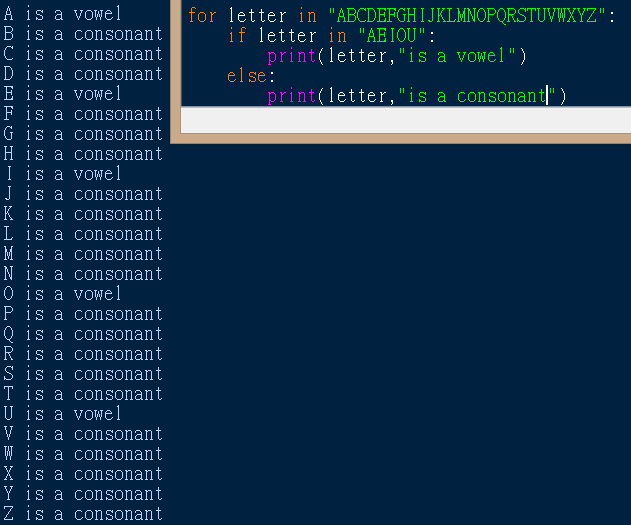 A is a vowel
B is a consonant
C is a consonant
D is a consonant
E is a vowel
F is a consonant
G is a consonant
H is a consonant
I is a vowel
J is a consonant
K is a consonant
L is a consonant
M is a consonant
N is a consonant
O is a vowel
P is a consonant
Q is a consonant
R is a consonant
S is a consonant
T is a consonant
U is a vowel
V is a consonant
W is a consonant
X is a consonant
Y is a consonant
Z is a consonant
for letter in "ABCDEFGHIJKLMNOPQRSTUVWXYZ":
    if letter in "AEIOU":
        print(letter,"is a vowel")
    else:
        print(letter,"is a consonant")